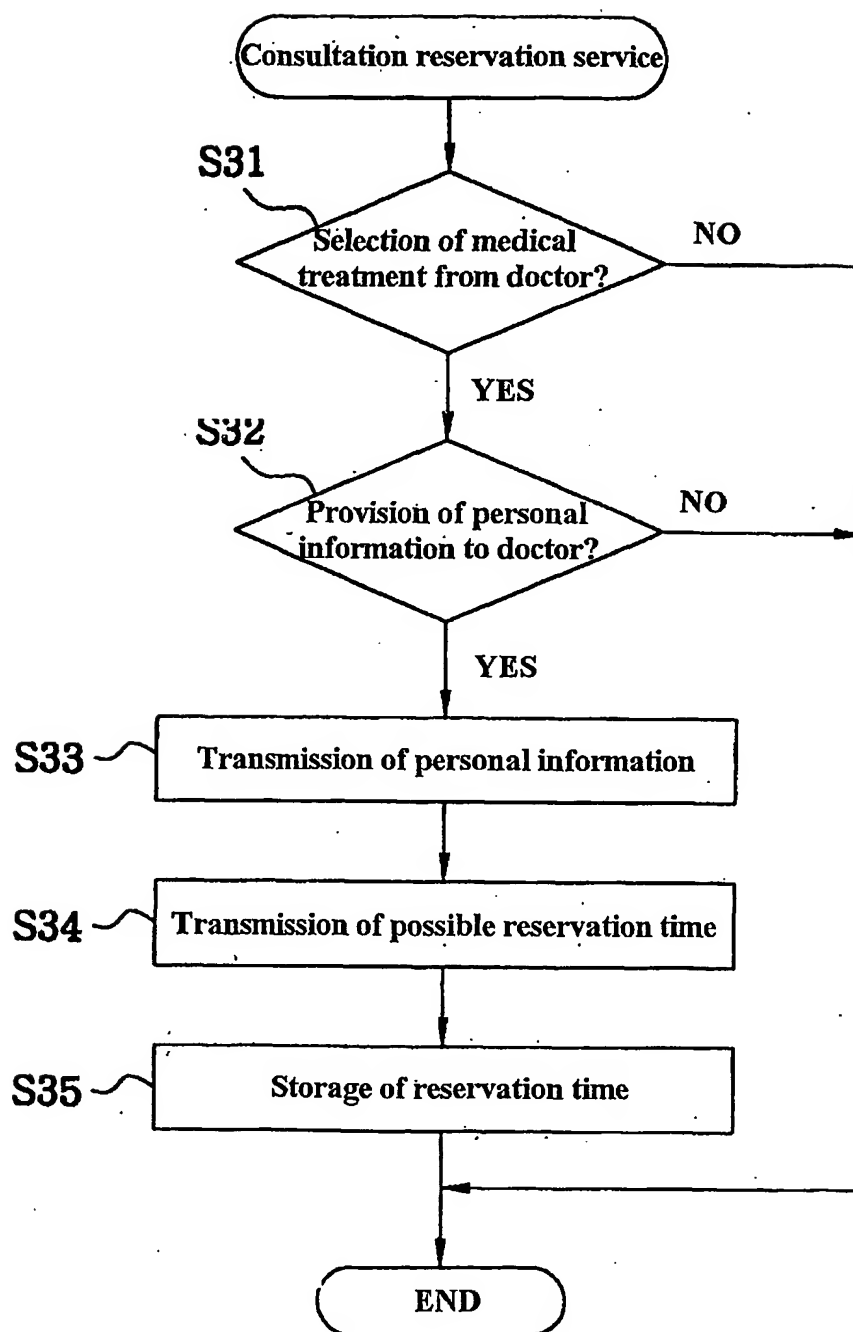 Consultation reservation service
S31
Selection of medical
treatment from doctor?
NO
YES
S32
Provision of personal
information to doctor?
NO
YES
S33
Transmission of personal information
S34
Transmission of possible reservation time
S35
Storage of reservation time
END